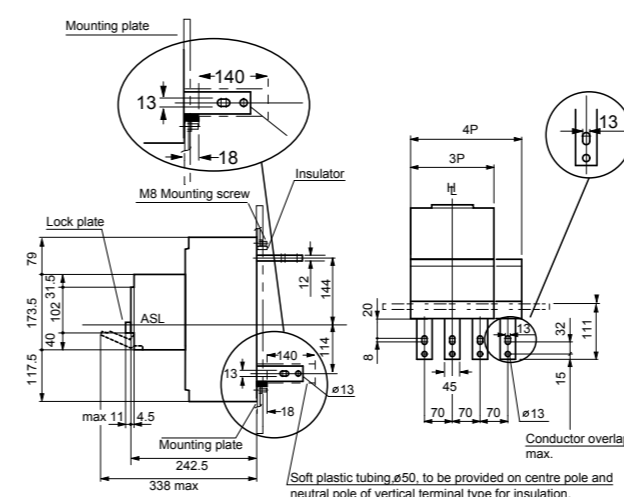 Mounting plate
140
13
18
M8 Mounting screw
Insulator
Lock plate
79
173.5
31.5
102
40
117.5
ASL
12
144
114
140
13
ø13
18
max 11
4.5
Mounting plate
242.5
338 max
Soft plastic tubing,ø50, to be provided on centre pole and
neutral pole of vertical terminal type for insulation
13
4P
3P
20
8
13
32
111
15
45
70
70
70
ø13
Conductor overlap
max.